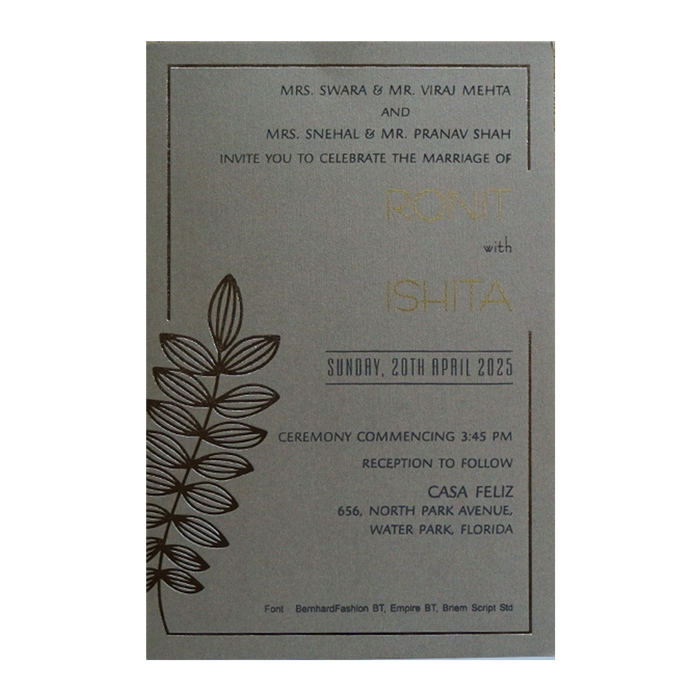 MRS. SWARA & MR. VIRAJ MEHTA
AND
MRS. SNEHAL & MR. PRANAV SHAH
INVITE YOU TO CELEBRATE THE MARRIAGE OF
RONIT
with
ISHITA
SUNDAY, 20TH APRIL 2025
CEREMONY COMMENCING 3:45 PM
RECEPTION TO FOLLOW
CASA FELIZ
656, NORTH PARK AVENUE,
WATER PARK, FLORIDA
Font BernhardFashion BT, Empire BT, Briem Script Std